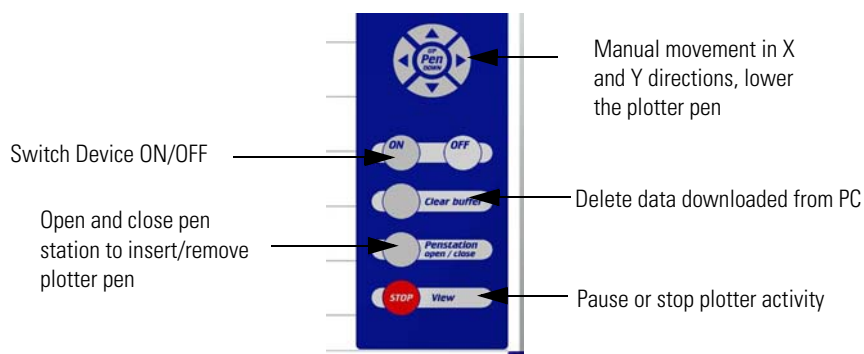 UP
Pen
DOWN
Manual movement in X
and Y directions, lower
the plotter pen
Switch Device ON/OFF
ON
OFF
Clear buffer
Delete data downloaded from PC
Open and close pen
station to insert/remove
plotter pen
Penstation
open / close
STOP
View
Pause or stop plotter activity